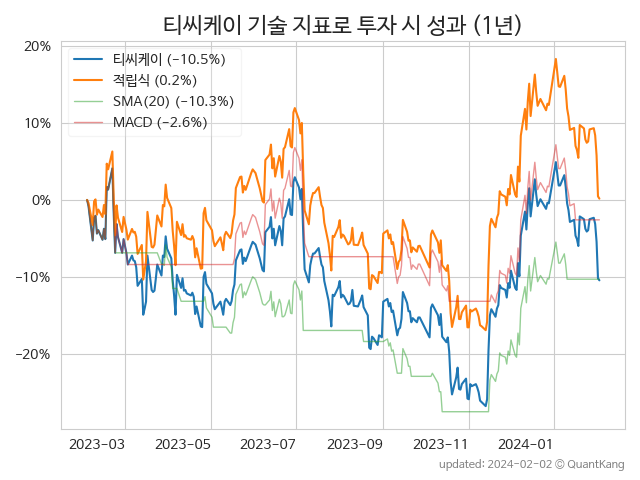 티씨케이 기술 지표로 투자 시 성과 (1년)
20%
10%
0%
−10%
−20%
티씨케이 (−10.5%)
적립식 (0.2%)
SMA(20) (−10.3%)
MACD (−2.6%)
2023-03
2023-05
2023-07
2023-09
2023-11
2024-01
updated: 2024-02-02 © QuantKang